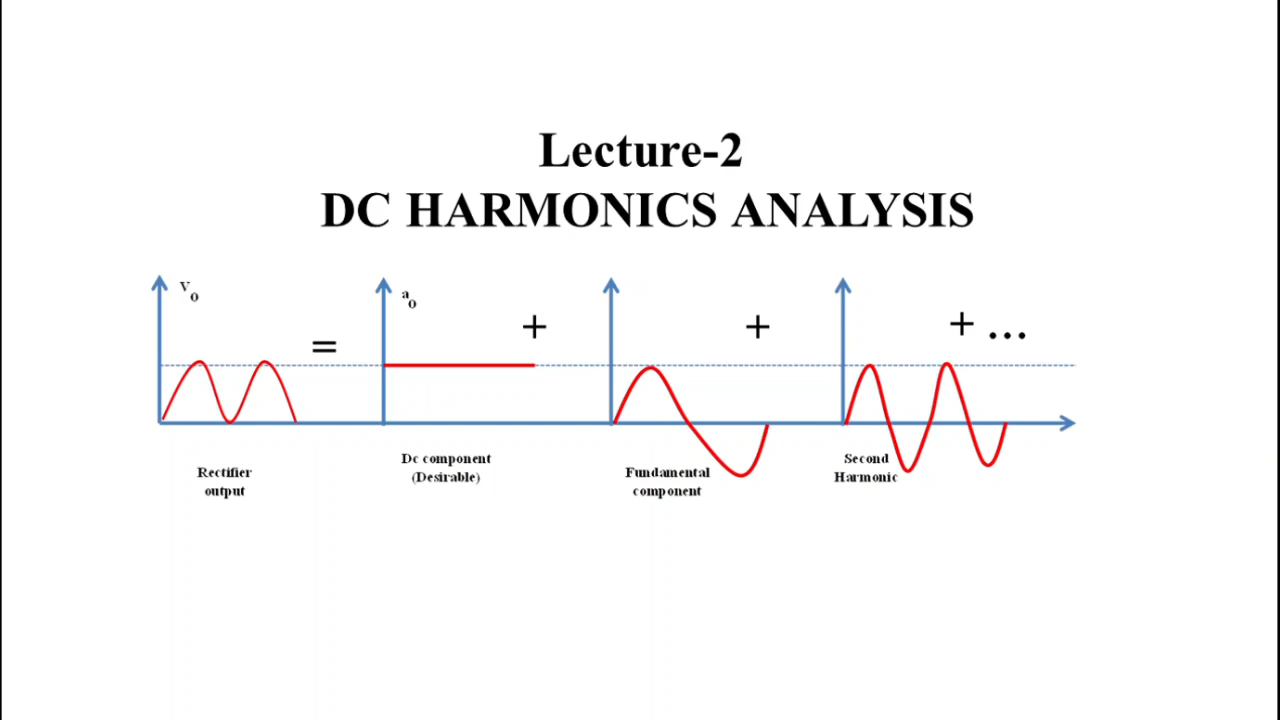 Lecture-2
DC HARMONICS ANALYSIS
V0
=
a0
+
+
+ ...
Rectifier
output
Dc component
(Desirable)
Fundamental
component
Second
Harmonic